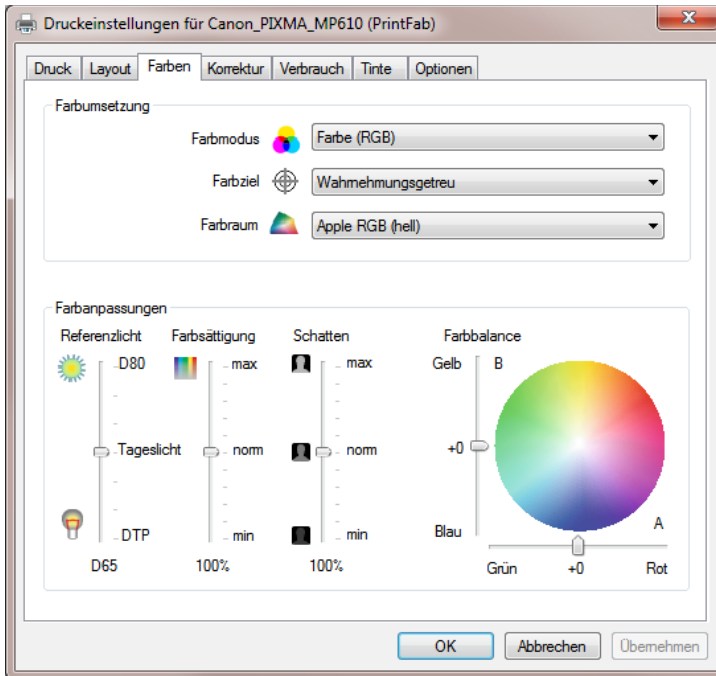 Druckeinstellungen für Canon_PIXMA_MP610 (PrintFab)
Druck Layout Farben Korrektur Verbrauch Tinte Optionen
Farbumsetzung
Farbmodus Farbe (RGB)
Farbziel Wahrnehmungsgetreu
Farbraum Apple RGB (hell)
Farbanpassungen
Referenzlicht Farbsättigung Schatten Farbbalance
D80 max max Gelb B
Tageslicht norm norm +0
DTP min min Blau A
D65 100% 100% Grün +0 Rot
OK Abbrechen Übernehmen